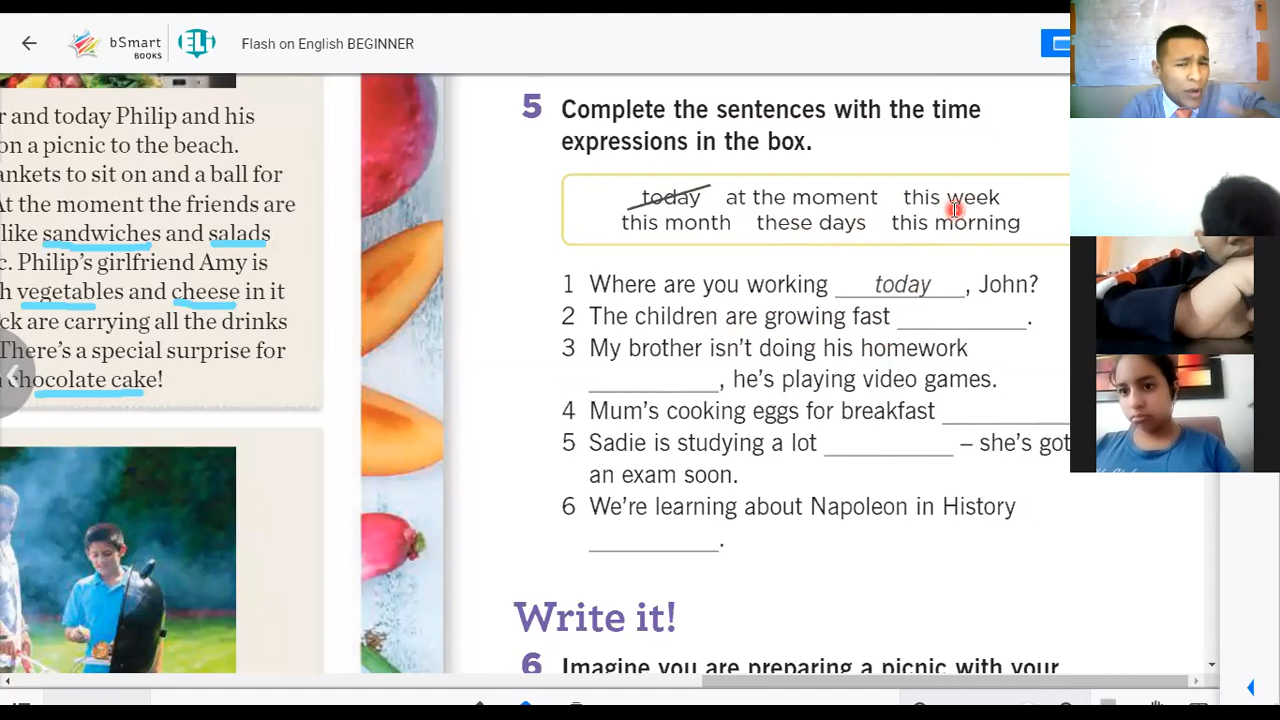 bSmart
BOOKS
ELi
Flash on English BEGINNER
r and today Philip and his
on a picnic to the beach.
ankets to sit on and a ball for
At the moment the friends are
like sandwiches and salads
c. Philip's girlfriend Amy is
h vegetables and cheese in it
ck are carrying all the drinks
There's a special surprise for
chocolate cake!
5 Complete the sentences with the time
expressions in the box.
today at the moment this week
this month these days this morning
1 Where are you working today, John?
2 The children are growing fast __________.
3 My brother isn't doing his homework
__________, he's playing video games.
4 Mum's cooking eggs for breakfast __________
5 Sadie is studying a lot __________ – she's got
an exam soon.
6 We're learning about Napoleon in History
__________.
Write it!
6 Imagine you are preparing a picnic with your